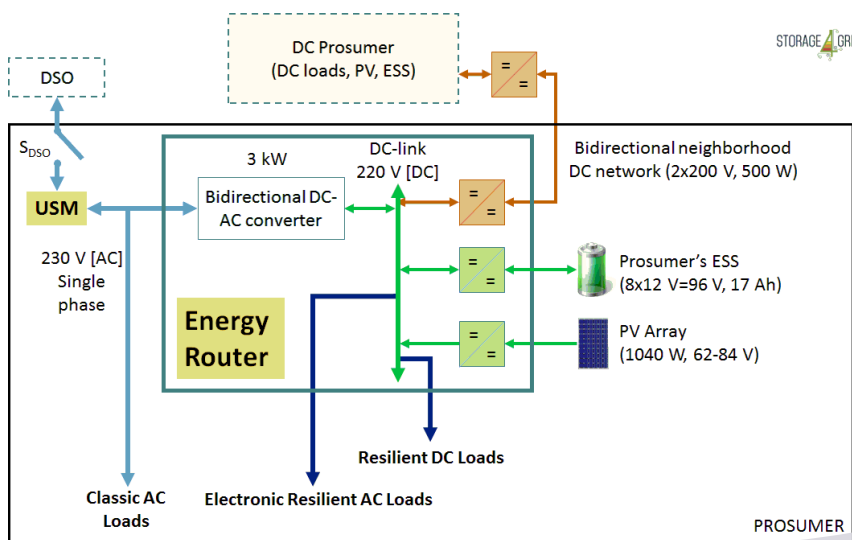 DC Prosumer
(DC loads, PV, ESS)
=
=
STORAGE4GR
DSO
S_DSO
3 kW
DC-link
220 V [DC]
Bidirectional neighborhood
DC network (2x200 V, 500 W)
Bidirectional DC-
AC converter
=
=
USM
230 V [AC]
Single
phase
=
=
Prosumer's ESS
(8x12 V=96 V, 17 Ah)
Energy
Router
=
=
PV Array
(1040 W, 62-84 V)
Resilient DC Loads
Classic AC
Loads
Electronic Resilient AC Loads
PROSUMER